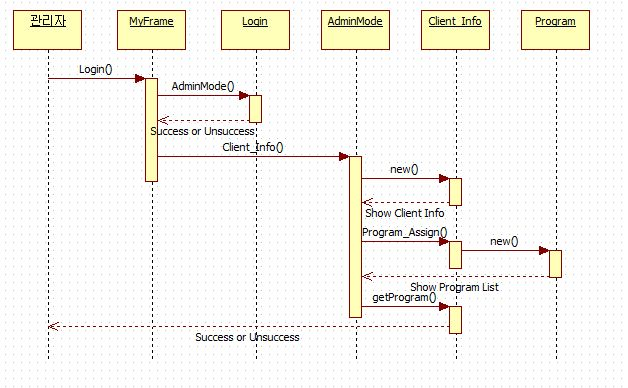 관리자
MyFrame
Login
AdminMode
Client_Info
Program
Login()
AdminMode()
Success or Unsuccess
Client_Info()
new()
Show Client Info
Program_Assign()
new()
Show Program List
getProgram()
Success or Unsuccess